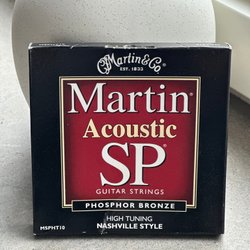 Martin & Co.
EST. 1833
Martin
Acoustic
SP®
GUITAR STRINGS
PHOSPHOR BRONZE
MSPHT10
HIGH TUNING
NASHVILLE STYLE